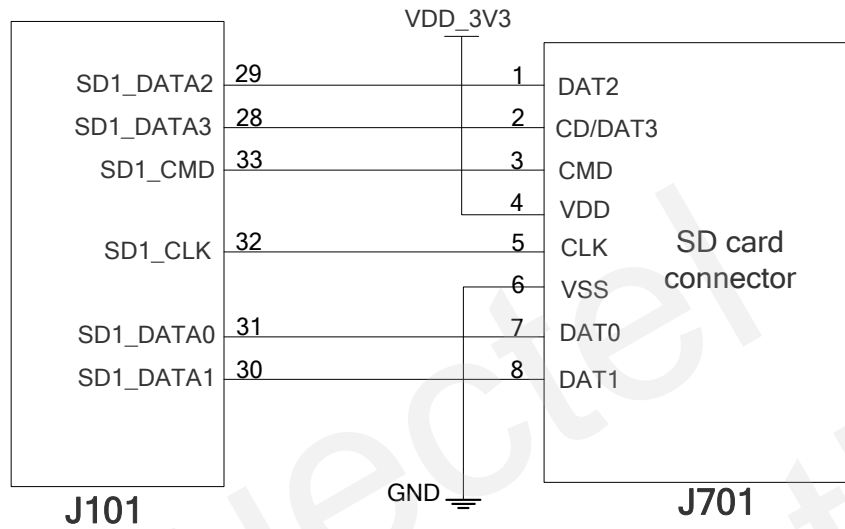 VDD_3V3
SD1_DATA2 29 1 DAT2
SD1_DATA3 28 2 CD/DAT3
SD1_CMD 33 3 CMD
4 VDD
SD1_CLK 32 5 CLK
SD card
connector
6 VSS
SD1_DATA0 31 7 DAT0
SD1_DATA1 30 8 DAT1
GND
J101
J701